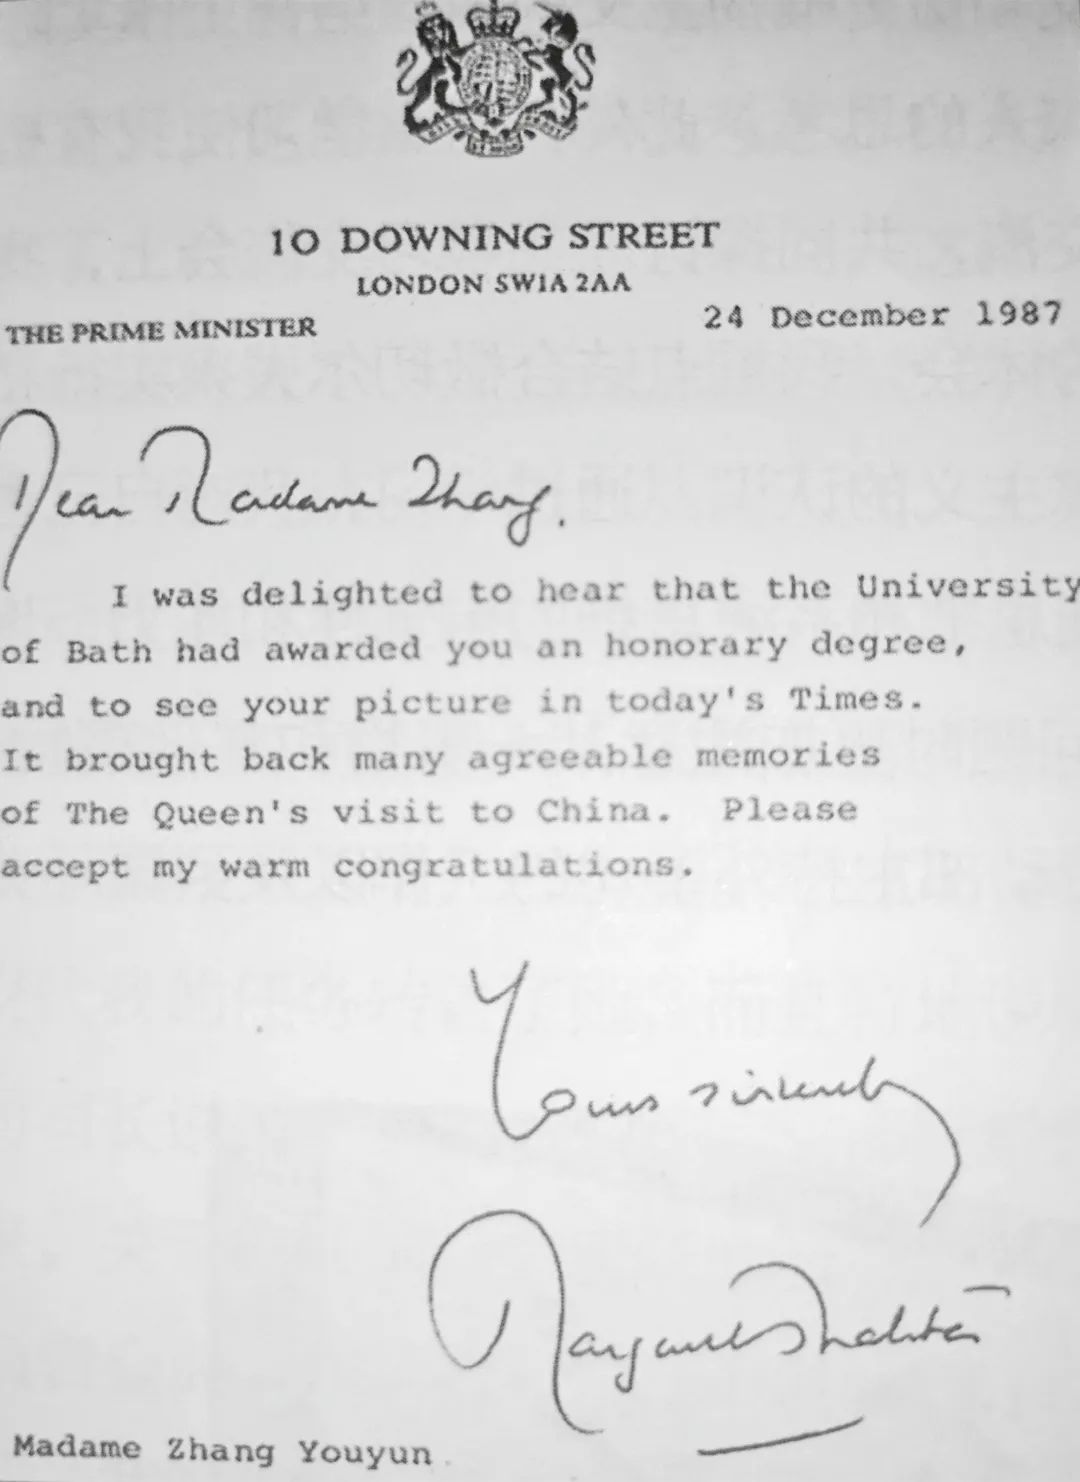 10 DOWNING STREET
LONDON SW1A 2AA
THE PRIME MINISTER
24 December 1987
Dear Madame Zhang.
I was delighted to hear that the University
of Bath had awarded you an honorary degree,
and to see your picture in today's Times.
It brought back many agreeable memories
of The Queen's visit to China. Please
accept my warm congratulations.
Yours sincerely
Margaret Thatcher
Madame Zhang Youyun